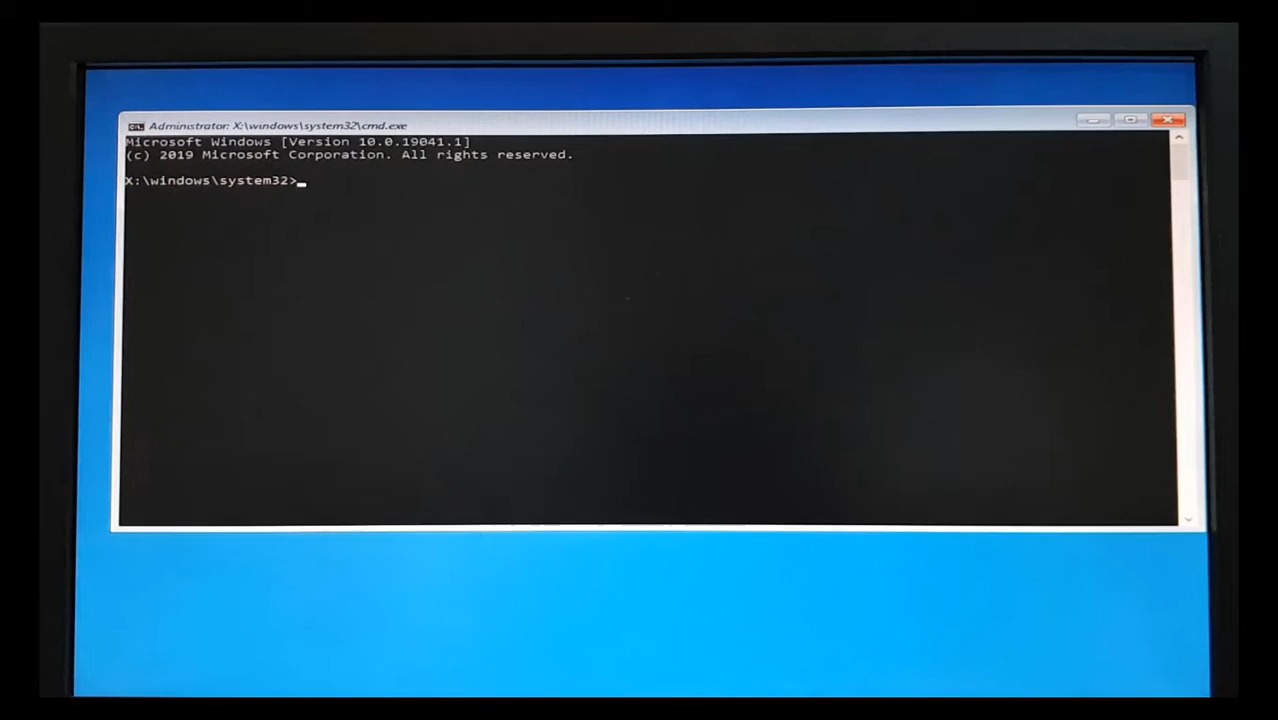 Administrator: X:\windows\system32\cmd.exe
Microsoft Windows [Version 10.0.19041.1]
(c) 2019 Microsoft Corporation. All rights reserved.
X:\windows\system32>